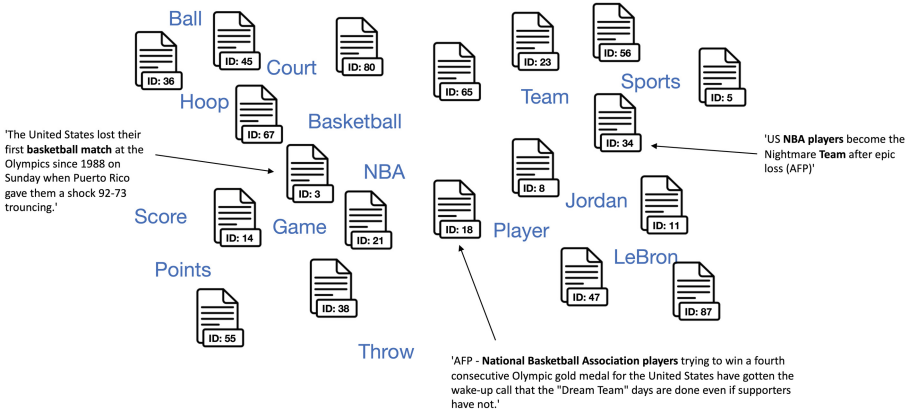 Ball
ID: 36
ID: 45
Court
ID: 80
ID: 65
ID: 23
ID: 56
Team
Sports
ID: 5
Hoop
ID: 67
Basketball
ID: 34
'The United States lost their
first basketball match at the
Olympics since 1988 on
Sunday when Puerto Rico
gave them a shock 92-73
trouncing.'
'US NBA players become the
Nightmare Team after epic
loss (AFP)'
ID: 3
NBA
ID: 8
Jordan
Score
ID: 14
Game
ID: 21
ID: 18
Player
ID: 11
Points
LeBron
ID: 55
ID: 38
ID: 47
ID: 87
Throw
'AFP - National Basketball Association players trying to win a fourth
consecutive Olympic gold medal for the United States have gotten the
wake-up call that the "Dream Team" days are done even if supporters
have not.'